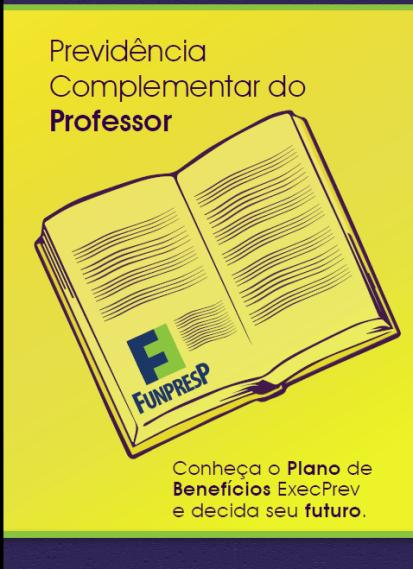 Previdência
Complementar do
Professor
FUNPRESP
Conheça o Plano de
Benefícios ExecPrev
e decida seu futuro.